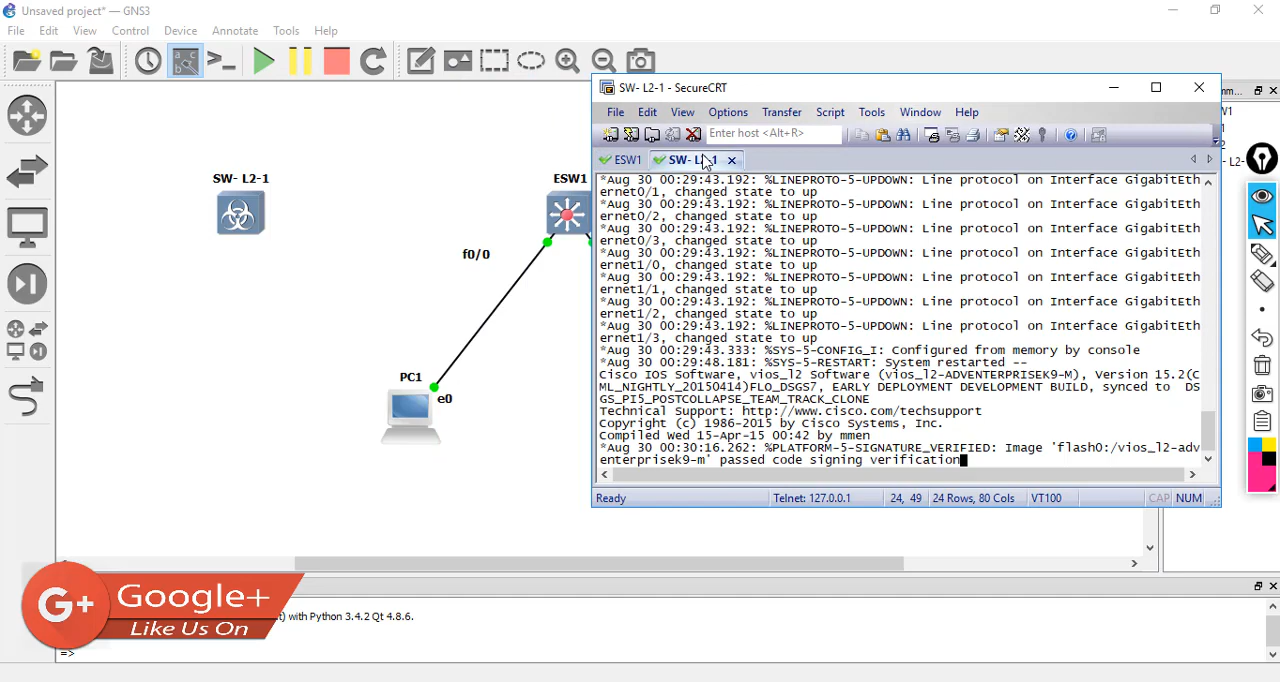 Unsaved project* — GNS3
File Edit View Control Device Annotate Tools Help
SW- L2-1 - SecureCRT
File Edit View Options Transfer Script Tools Window Help
Enter host <Alt+R>
ESW1 SW- L2-1
*Aug 30 00:29:43.192: %LINEPROTO-5-UPDOWN: Line protocol on Interface GigabitEth
ernet0/1, changed state to up
*Aug 30 00:29:43.192: %LINEPROTO-5-UPDOWN: Line protocol on Interface GigabitEth
ernet0/2, changed state to up
*Aug 30 00:29:43.192: %LINEPROTO-5-UPDOWN: Line protocol on Interface GigabitEth
ernet0/3, changed state to up
*Aug 30 00:29:43.192: %LINEPROTO-5-UPDOWN: Line protocol on Interface GigabitEth
ernet1/0, changed state to up
*Aug 30 00:29:43.192: %LINEPROTO-5-UPDOWN: Line protocol on Interface GigabitEth
ernet1/1, changed state to up
*Aug 30 00:29:43.192: %LINEPROTO-5-UPDOWN: Line protocol on Interface GigabitEth
ernet1/2, changed state to up
*Aug 30 00:29:43.192: %LINEPROTO-5-UPDOWN: Line protocol on Interface GigabitEth
ernet1/3, changed state to up
*Aug 30 00:29:43.333: %SYS-5-CONFIG_I: Configured from memory by console
*Aug 30 00:29:48.181: %SYS-5-RESTART: System restarted --
Cisco IOS Software, vios_l2 Software (vios_l2-ADVENTERPRISEK9-M), Version 15.2(C
ML_NIGHTLY_20150414)FLO_DSGS7, EARLY DEPLOYMENT DEVELOPMENT BUILD, synced to  DS
GS_PI5_POSTCOLLAPSE_TEAM_TRACK_CLONE
Technical Support: http://www.cisco.com/techsupport
Copyright (c) 1986-2015 by Cisco Systems, Inc.
Compiled Wed 15-Apr-15 00:42 by mmen
*Aug 30 00:30:16.262: %PLATFORM-5-SIGNATURE_VERIFIED: Image 'flash0:/vios_l2-adv
enterprisek9-m' passed code signing verification
Ready Telnet: 127.0.0.1 24, 49 24 Rows, 80 Cols VT100 CAP NUM
SW- L2-1
ESW1
f0/0
PC1
e0
G+ Google+
Like Us On
t) with Python 3.4.2 Qt 4.8.6.
=>